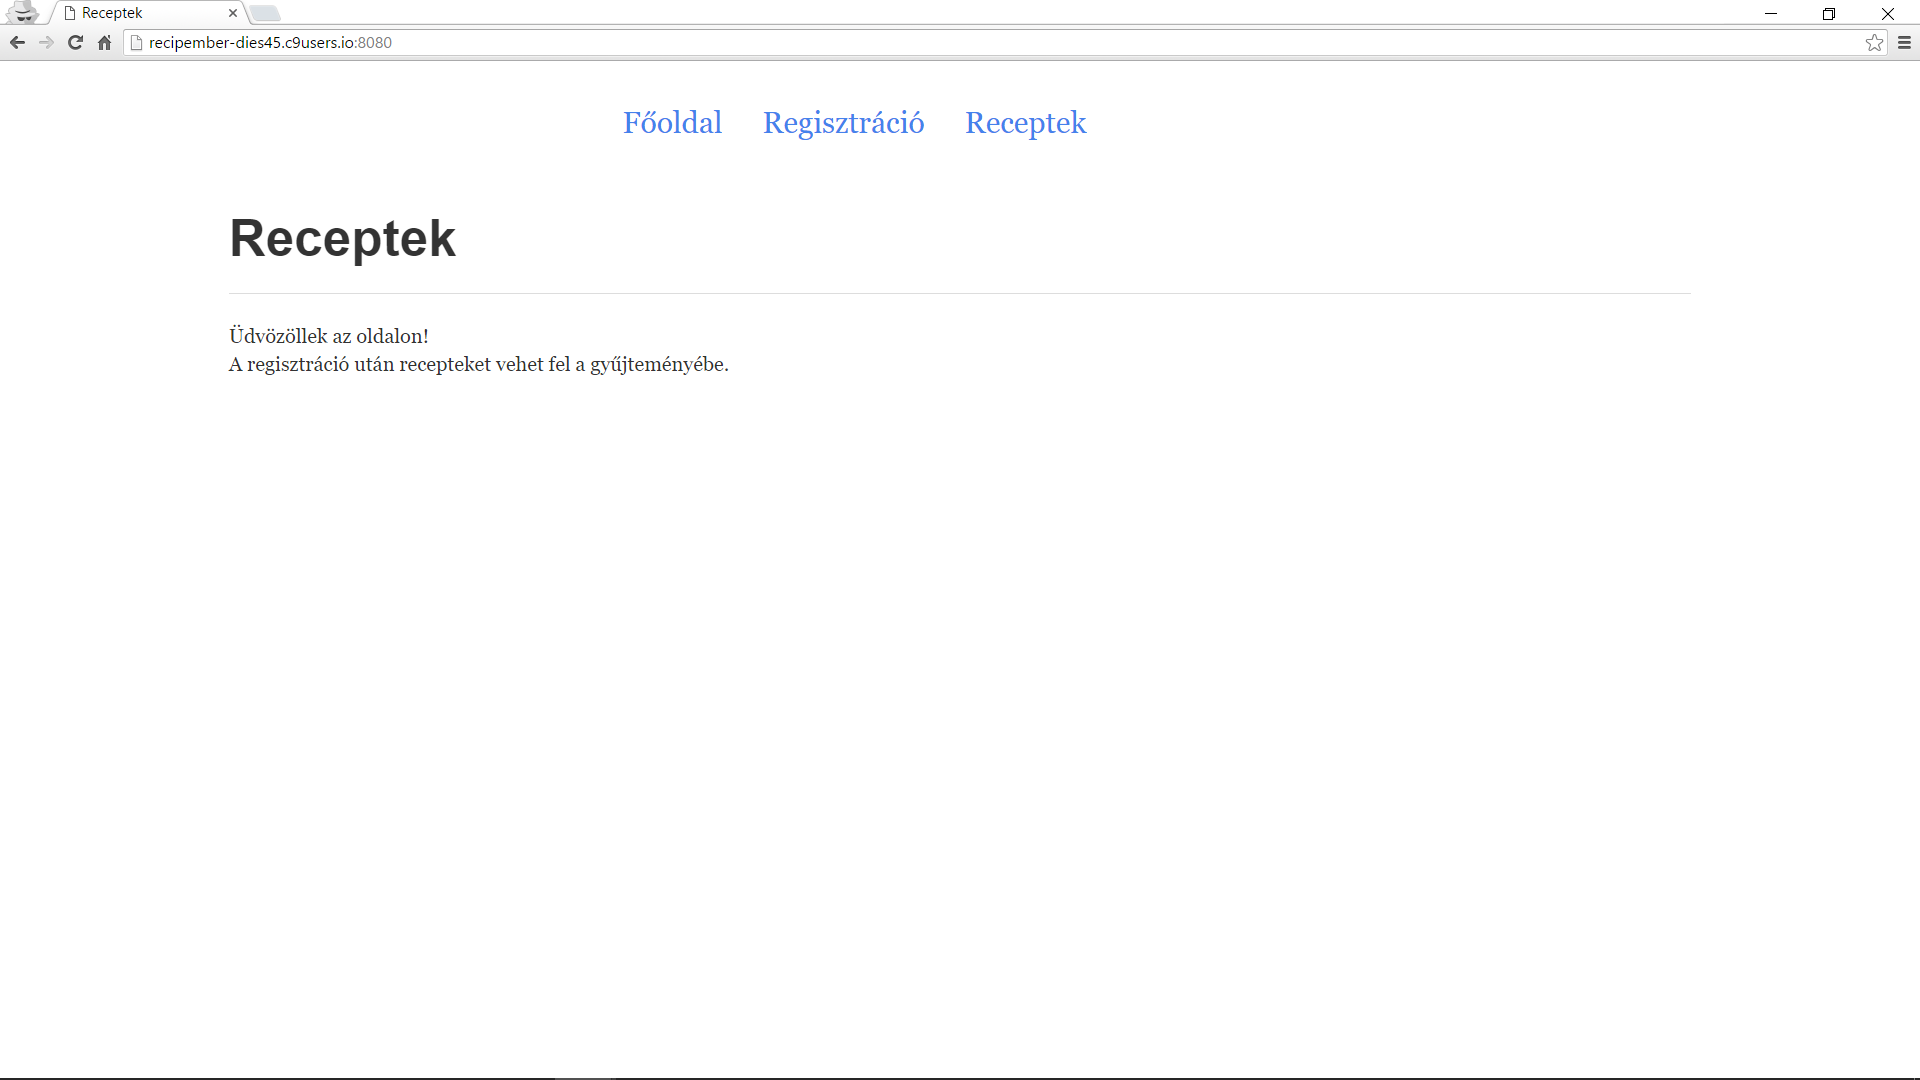 Receptek
recipember-dies45.c9users.io:8080
Főoldal Regisztráció Receptek
Receptek
Üdvözöllek az oldalon!
A regisztráció után recepteket vehet fel a gyűjteményébe.